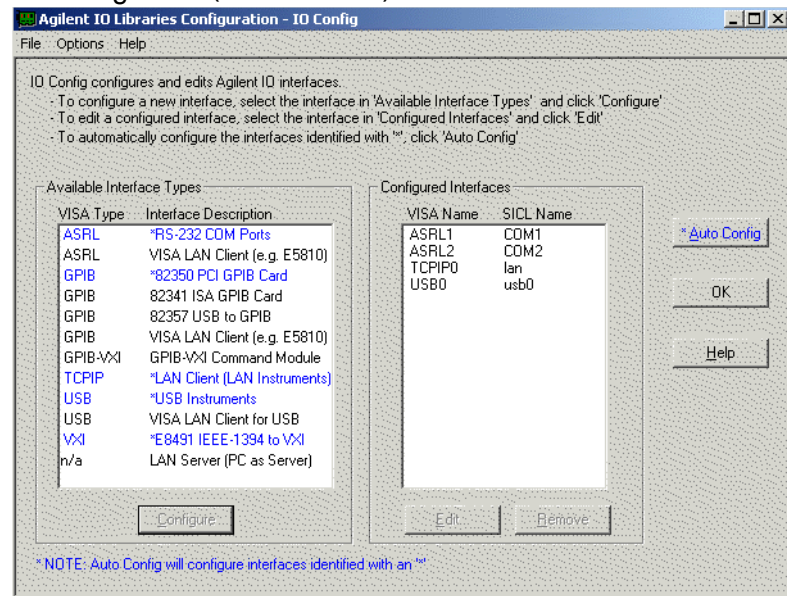 Agilent IO Libraries Configuration - IO Config
File Options Help
IO Config configures and edits Agilent IO interfaces.
- To configure a new interface, select the interface in 'Available Interface Types' and click 'Configure'
- To edit a configured interface, select the interface in 'Configured Interfaces' and click 'Edit'
- To automatically configure the interfaces identified with '*', click 'Auto Config'
Available Interface Types
VISA Type Interface Description
ASRL *RS-232 COM Ports
ASRL VISA LAN Client (e.g. E5810)
GPIB *82350 PCI GPIB Card
GPIB 82341 ISA GPIB Card
GPIB 82357 USB to GPIB
GPIB VISA LAN Client (e.g. E5810)
GPIB-VXI GPIB-VXI Command Module
TCPIP *LAN Client (LAN Instruments)
USB *USB Instruments
USB VISA LAN Client for USB
VXI *E8491 IEEE-1394 to VXI
n/a LAN Server (PC as Server)
Configure
Configured Interfaces
VISA Name SICL Name
ASRL1 COM1
ASRL2 COM2
TCPIP0 lan
USB0 usb0
Edit Remove
* Auto Config
OK
Help
* NOTE: Auto Config will configure interfaces identified with an '*'